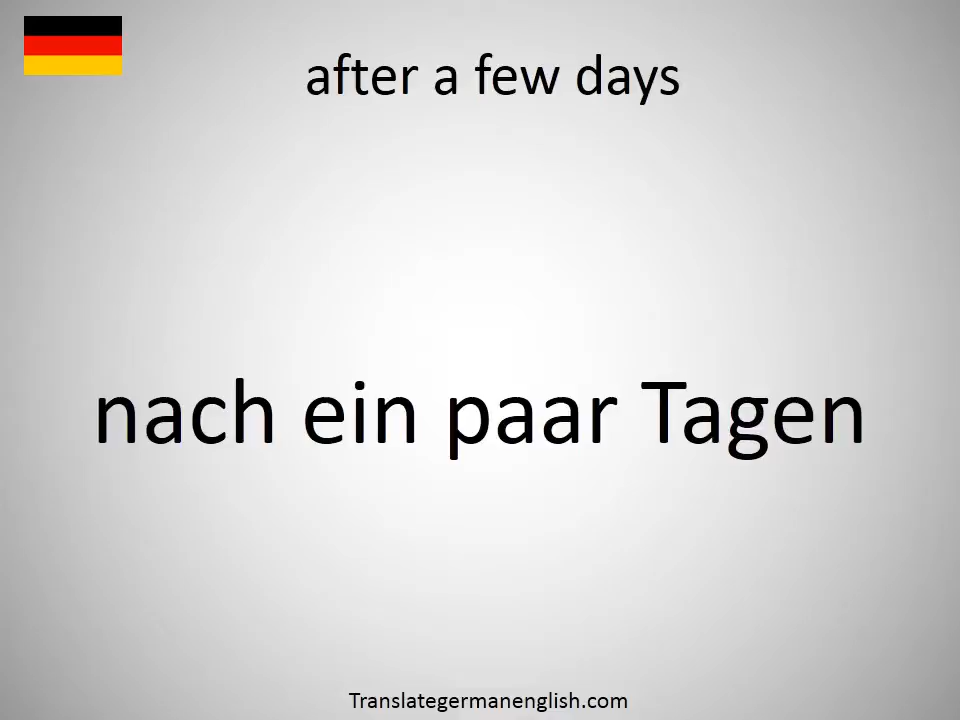 after a few days
nach ein paar Tagen
Translategermanenglish.com